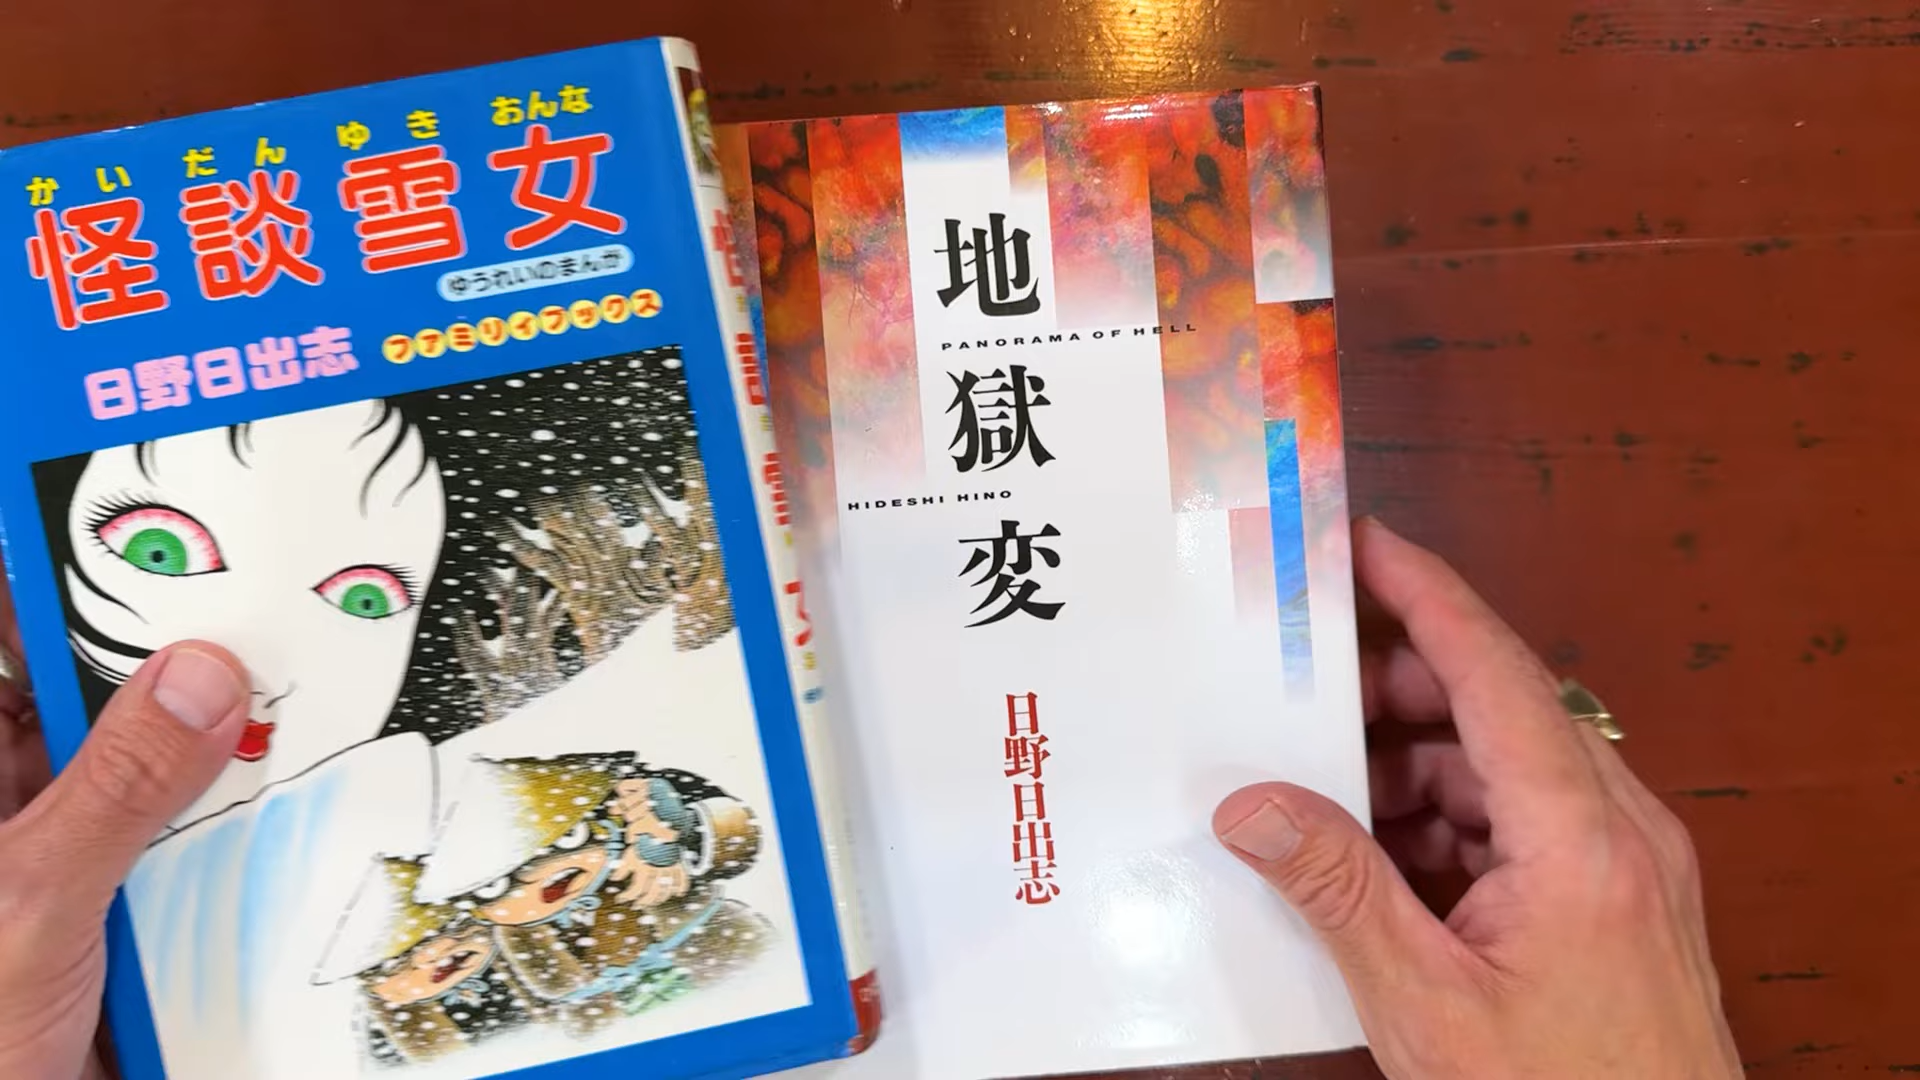 かいだんゆきおんな
怪談雪女
ゆうれいのまんが
日野日出志
ファミリィブックス
地獄変
PANORAMA OF HELL
HIDESHI HINO
日野日出志